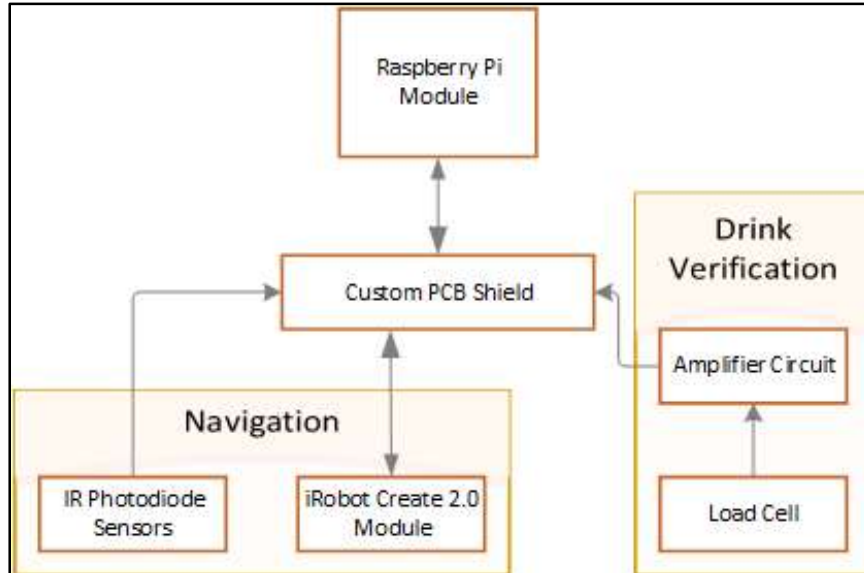 Raspberry Pi
Module
Drink
Verification
Custom PCB Shield
Amplifier Circuit
Navigation
IR Photodiode
Sensors
iRobot Create 2.0
Module
Load Cell